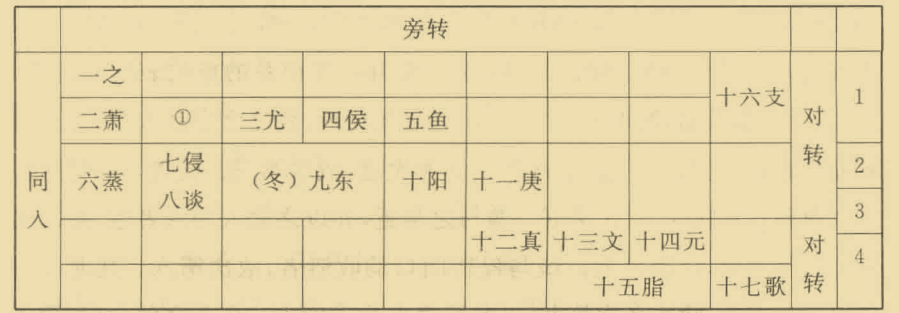 旁转
一之
十六支
对转
1
二萧
①
三尤
四侯
五鱼
同入
六蒸
七侵
八谈
(冬)九东
十阳
十一庚
2
3
十二真
十三文
十四元
对转
4
十五脂
十七歌